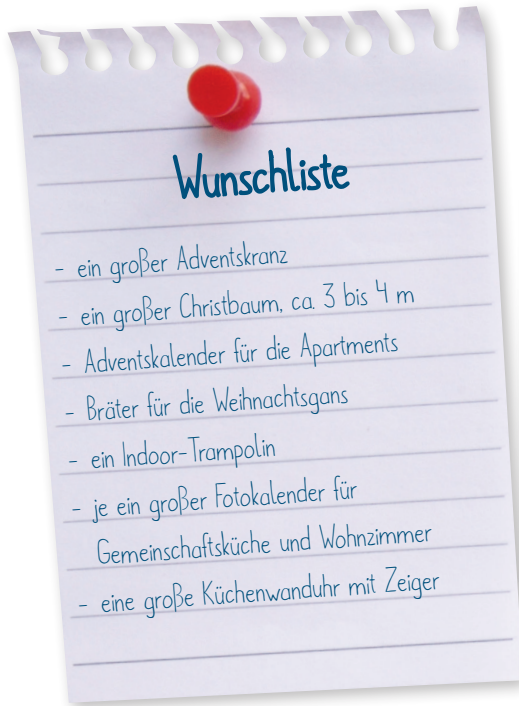 Wunschliste
- ein großer Adventskranz
- ein großer Christbaum, ca. 3 bis 4 m
- Adventskalender für die Apartments
- Bräter für die Weihnachtsgans
- ein Indoor-Trampolin
- je ein großer Fotokalender für
Gemeinschaftsküche und Wohnzimmer
- eine große Küchenwanduhr mit Zeiger